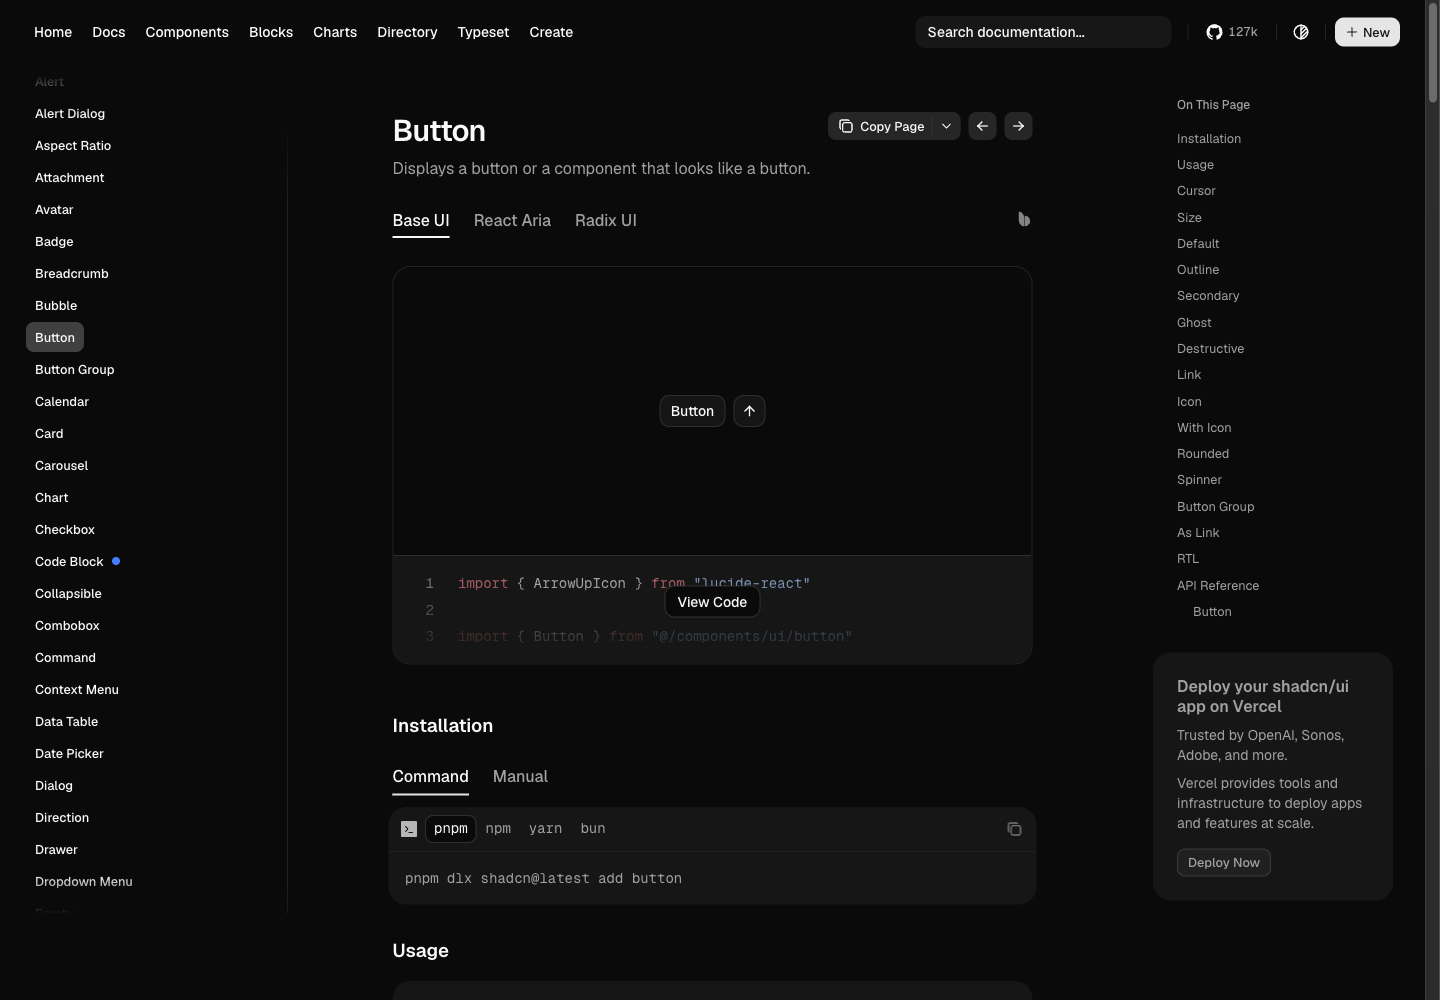 Home Docs Components Blocks Charts Directory Typeset Create
Search documentation...
127k
New
Alert
Alert Dialog
Aspect Ratio
Attachment
Avatar
Badge
Breadcrumb
Bubble
Button
Button Group
Calendar
Card
Carousel
Chart
Checkbox
Code Block
Collapsible
Combobox
Command
Context Menu
Data Table
Date Picker
Dialog
Direction
Drawer
Dropdown Menu
Button
Copy Page
Displays a button or a component that looks like a button.
Base UI React Aria Radix UI
Button
1 import { ArrowUpIcon } from "lucide-react"
View Code
2
3 import { Button } from "@/components/ui/button"
Installation
Command Manual
pnpm npm yarn bun
pnpm dlx shadcn@latest add button
Usage
On This Page
Installation
Usage
Cursor
Size
Default
Outline
Secondary
Ghost
Destructive
Link
Icon
With Icon
Rounded
Spinner
Button Group
As Link
RTL
API Reference
Button
Deploy your shadcn/ui
app on Vercel
Trusted by OpenAI, Sonos,
Adobe, and more.
Vercel provides tools and
infrastructure to deploy apps
and features at scale.
Deploy Now